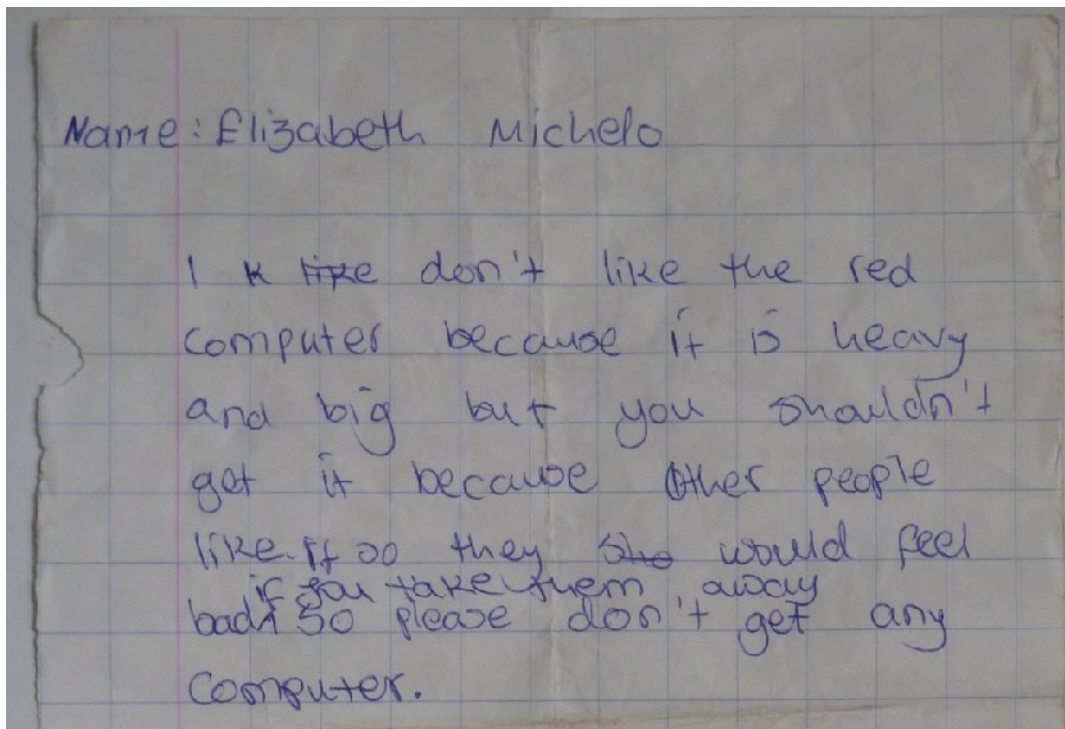 Name: Elizabeth Michelo
I k like don't like the red
computer because it is heavy
and big but you shouldn't
get it because other people
like it so they sho would feel
if you take them away
bad so please don't get any
computer.